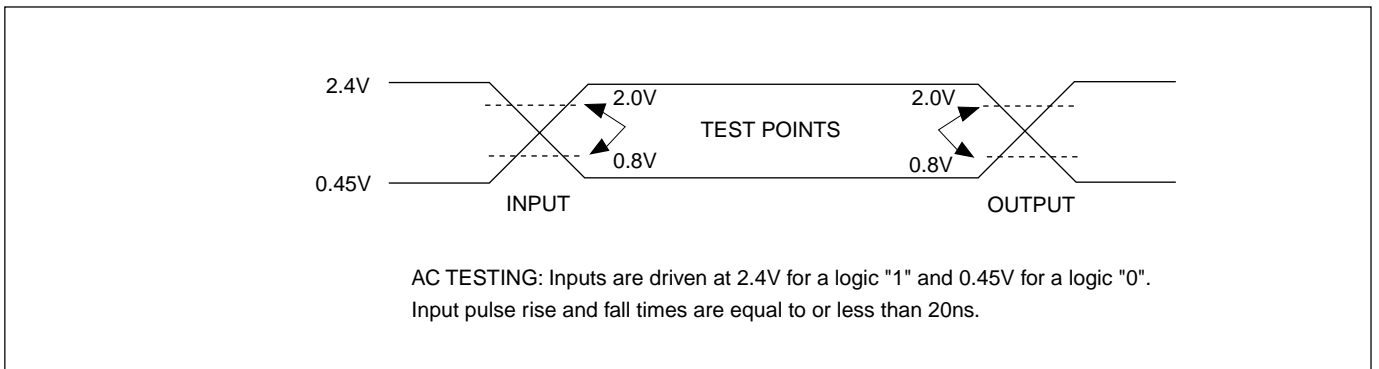 2.4V
2.0V
2.0V
TEST POINTS
0.8V
0.8V
0.45V
INPUT
OUTPUT
AC TESTING: Inputs are driven at 2.4V for a logic "1" and 0.45V for a logic "0".
Input pulse rise and fall times are equal to or less than 20ns.